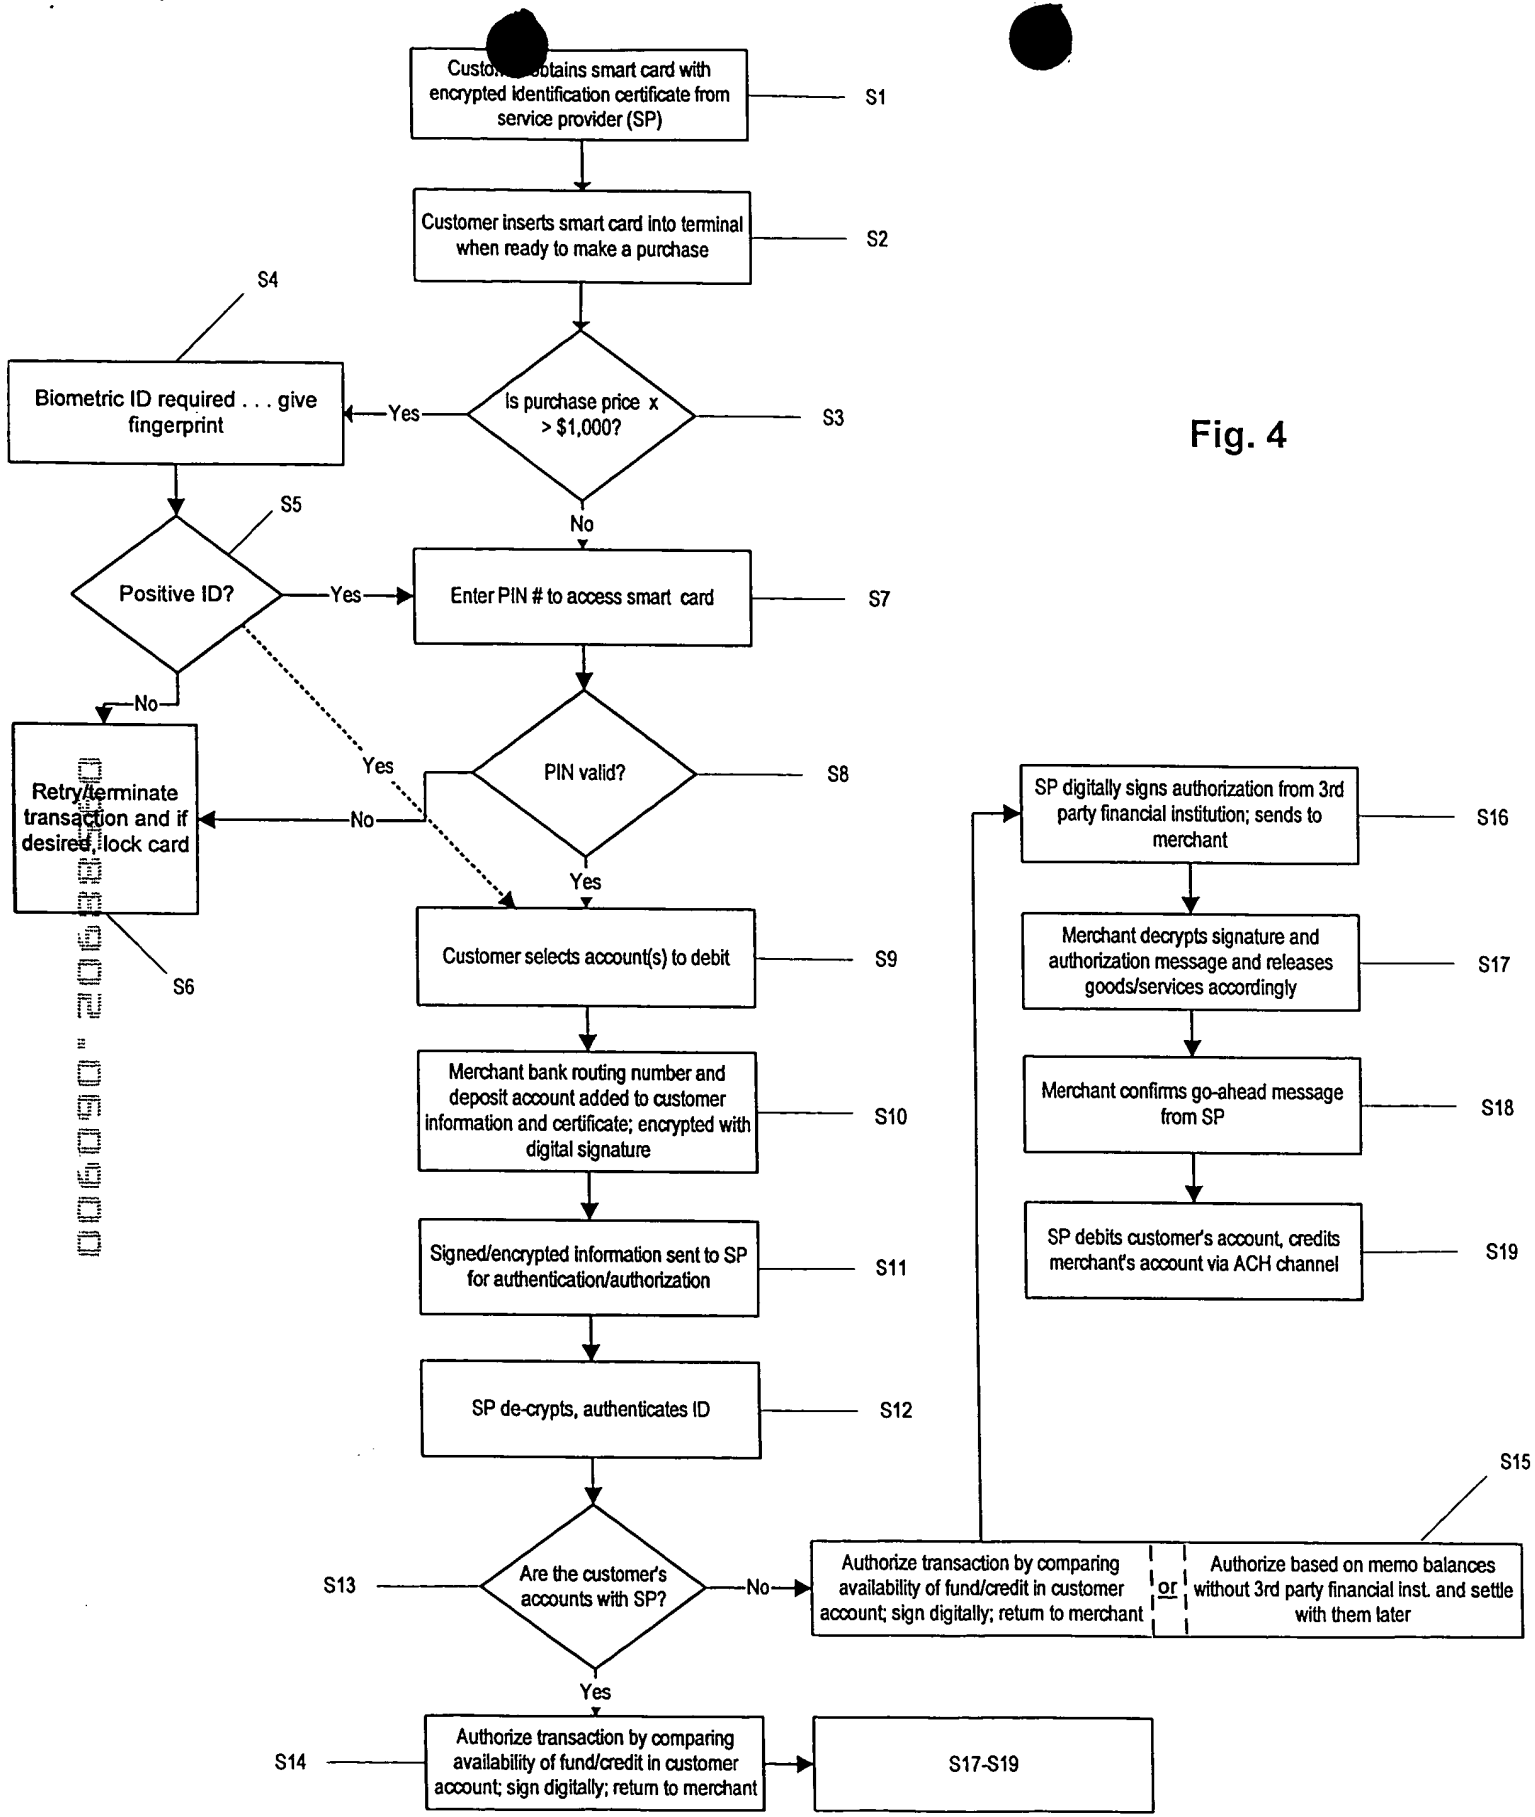 Custo obtains smart card with
encrypted identification certificate from
service provider (SP)
S1
Customer inserts smart card into terminal
when ready to make a purchase
S2
S4
Biometric ID required . . . give
fingerprint
Yes
Is purchase price x
> $1,000?
S3
Fig. 4
No
S5
Positive ID?
Yes
Enter PIN # to access smart card
S7
No
Yes
PIN valid?
S8
Retry/terminate
transaction and if
desired, lock card
No
Yes
S6
Customer selects account(s) to debit
S9
Merchant bank routing number and
deposit account added to customer
information and certificate; encrypted with
digital signature
S10
Signed/encrypted information sent to SP
for authentication/authorization
S11
SP de-crypts, authenticates ID
S12
S13
Are the customer's
accounts with SP?
No
Authorize transaction by comparing
availability of fund/credit in customer
account; sign digitally; return to merchant
or
Authorize based on memo balances
without 3rd party financial inst. and settle
with them later
S15
Yes
S14
Authorize transaction by comparing
availability of fund/credit in customer
account; sign digitally; return to merchant
S17-S19
SP digitally signs authorization from 3rd
party financial institution; sends to
merchant
S16
Merchant decrypts signature and
authorization message and releases
goods/services accordingly
S17
Merchant confirms go-ahead message
from SP
S18
SP debits customer's account, credits
merchant's account via ACH channel
S19